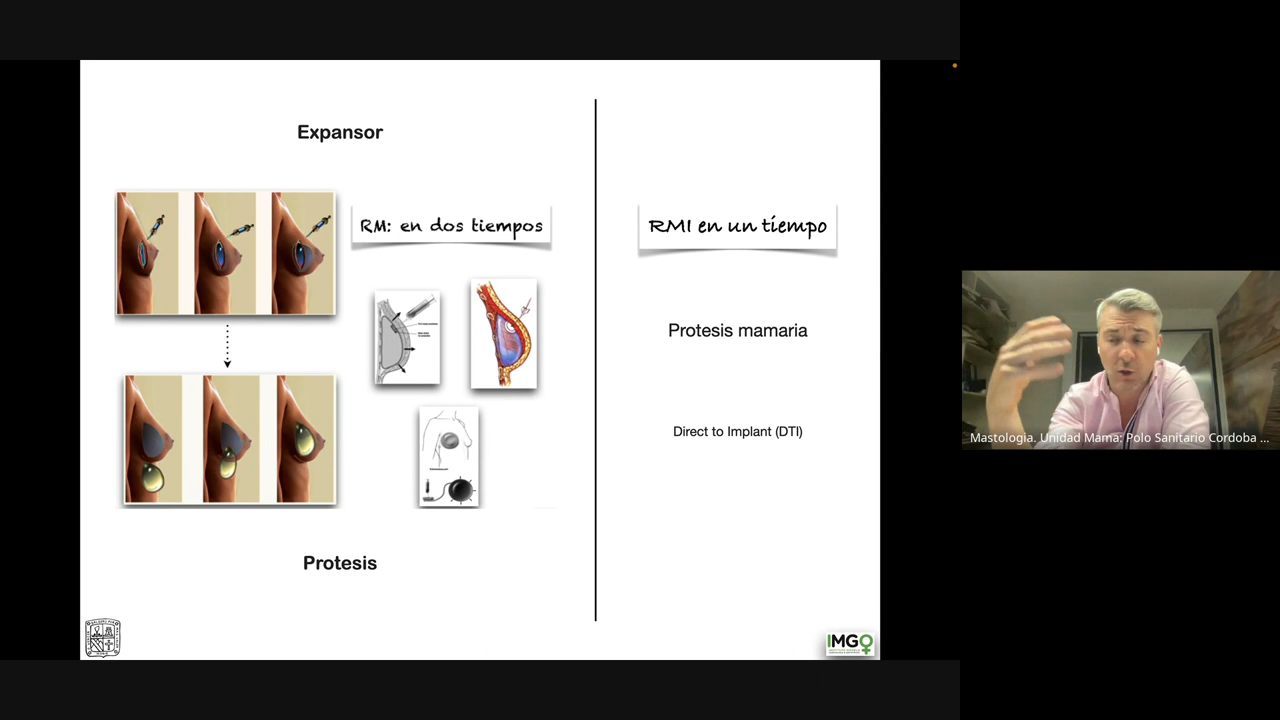 Expansor
RM: en dos tiempos
RMI en un tiempo
Protesis mamaria
Direct to Implant (DTI)
Protesis
IMGO
Mastologia. Unidad Mama: Polo Sanitario Cordoba ...